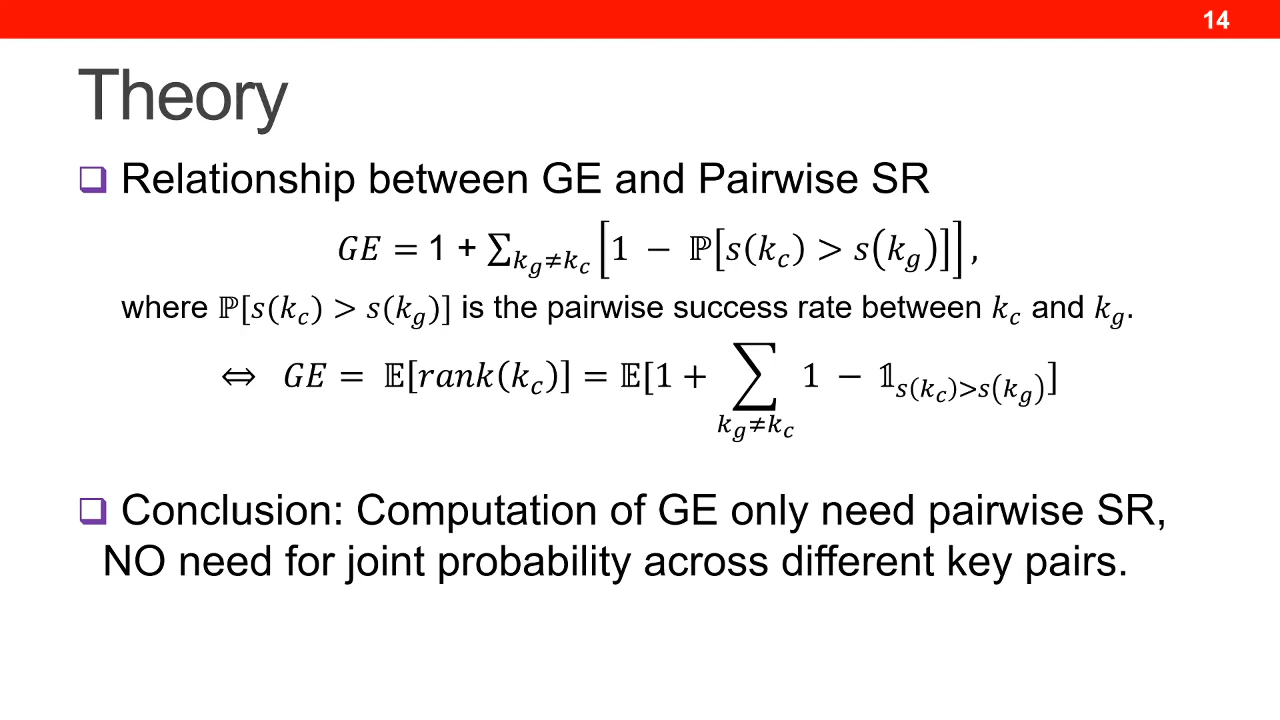 14
Theory
❑ Relationship between GE and Pairwise SR
𝐺𝐸 = 1 + ∑_{k_g≠k_c} [1 − ℙ[s(k_c) > s(k_g)]],
where ℙ[s(k_c) > s(k_g)] is the pairwise success rate between k_c and k_g.
⇔ 𝐺𝐸 = 𝔼[rank(k_c)] = 𝔼[1 + ∑_{k_g≠k_c} 1 − 𝟙_{s(k_c)>s(k_g)}]
❑ Conclusion: Computation of GE only need pairwise SR,
NO need for joint probability across different key pairs.